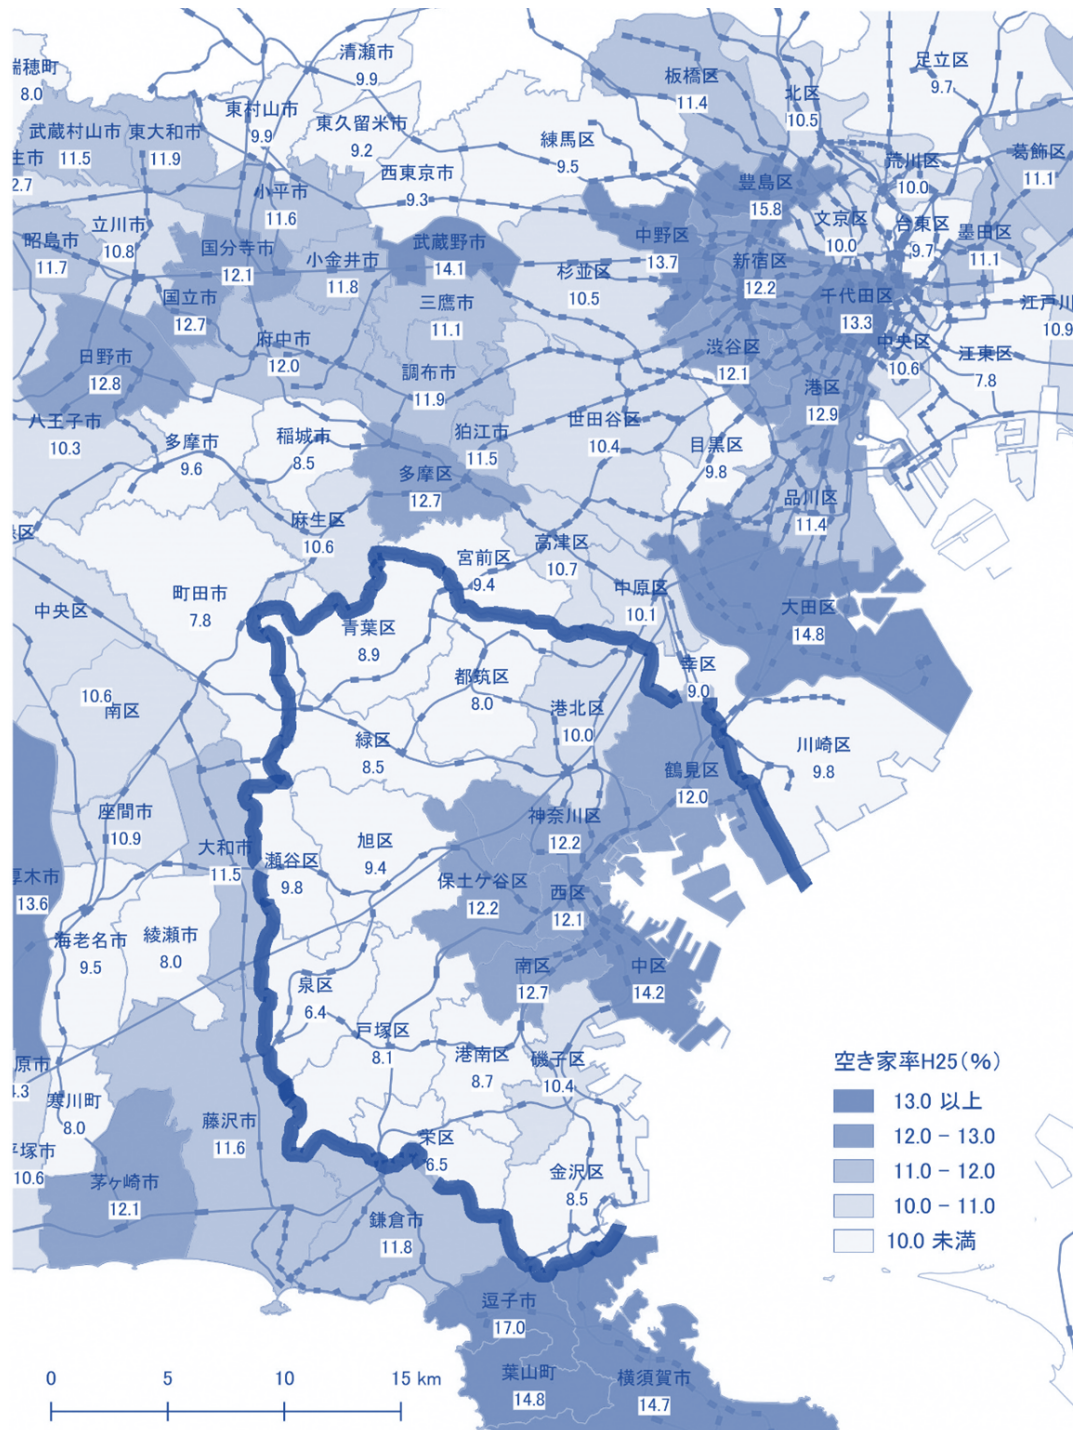 清瀬市
9.9
瑞穂町
8.0
板橋区
11.4
足立区
9.7
北区
10.5
東村山市
9.9
東久留米市
9.2
武蔵村山市
11.5
東大和市
11.9
練馬区
9.5
荒川区
10.0
葛飾区
11.1
生市
2.7
西東京市
9.3
小平市
11.6
豊島区
15.8
文京区
10.0
台東区
9.7
墨田区
11.1
立川市
10.8
昭島市
11.7
国分寺市
12.1
小金井市
11.8
武蔵野市
14.1
中野区
13.7
杉並区
10.5
新宿区
12.2
千代田区
13.3
江戸川
10.9
国立市
12.7
三鷹市
11.1
府中市
12.0
日野市
12.8
渋谷区
12.1
中央区
10.6
江東区
7.8
調布市
11.9
港区
12.9
八王子市
10.3
多摩市
9.6
稲城市
8.5
狛江市
11.5
世田谷区
10.4
目黒区
9.8
多摩区
12.7
品川区
11.4
麻生区
10.6
宮前区
9.4
高津区
10.7
中原区
10.1
大田区
14.8
町田市
7.8
中央区
青葉区
8.9
都筑区
8.0
幸区
9.0
10.6
南区
港北区
10.0
緑区
8.5
川崎区
9.8
鶴見区
12.0
座間市
10.9
神奈川区
12.2
大和市
11.5
瀬谷区
9.8
旭区
9.4
保土ケ谷区
12.2
西区
12.1
厚木市
13.6
海老名市
9.5
綾瀬市
8.0
南区
12.7
中区
14.2
泉区
6.4
戸塚区
8.1
港南区
8.7
磯子区
10.4
原市
4.3
寒川町
8.0
藤沢市
11.6
栄区
6.5
金沢区
8.5
平塚市
10.6
茅ヶ崎市
12.1
鎌倉市
11.8
逗子市
17.0
葉山町
14.8
横須賀市
14.7
空き家率H25(%)
13.0 以上
12.0 － 13.0
11.0 － 12.0
10.0 － 11.0
10.0 未満
0 5 10 15 km